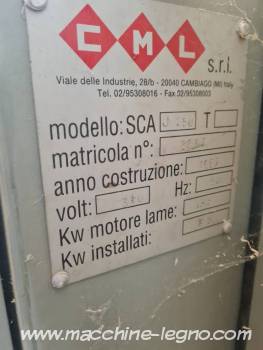 CML
s.r.l.
Viale delle Industrie, 28/b - 20040 CAMBIAGO (MI) Italy
Tel. 02/95308016 - Fax 02/95308003
modello: SCA T
matricola n°:
anno costruzione:
volt: Hz:
Kw motore lame:
Kw installati:
www.macchine-legno.com